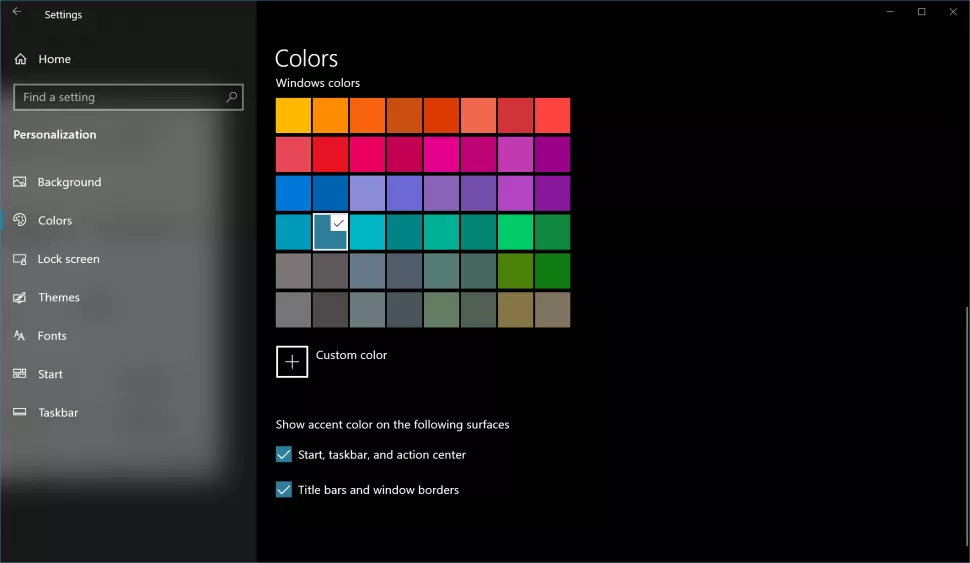 Settings
Home
Find a setting
Personalization
Background
Colors
Lock screen
Themes
Fonts
Start
Taskbar
Colors
Windows colors
Custom color
Show accent color on the following surfaces
Start, taskbar, and action center
Title bars and window borders